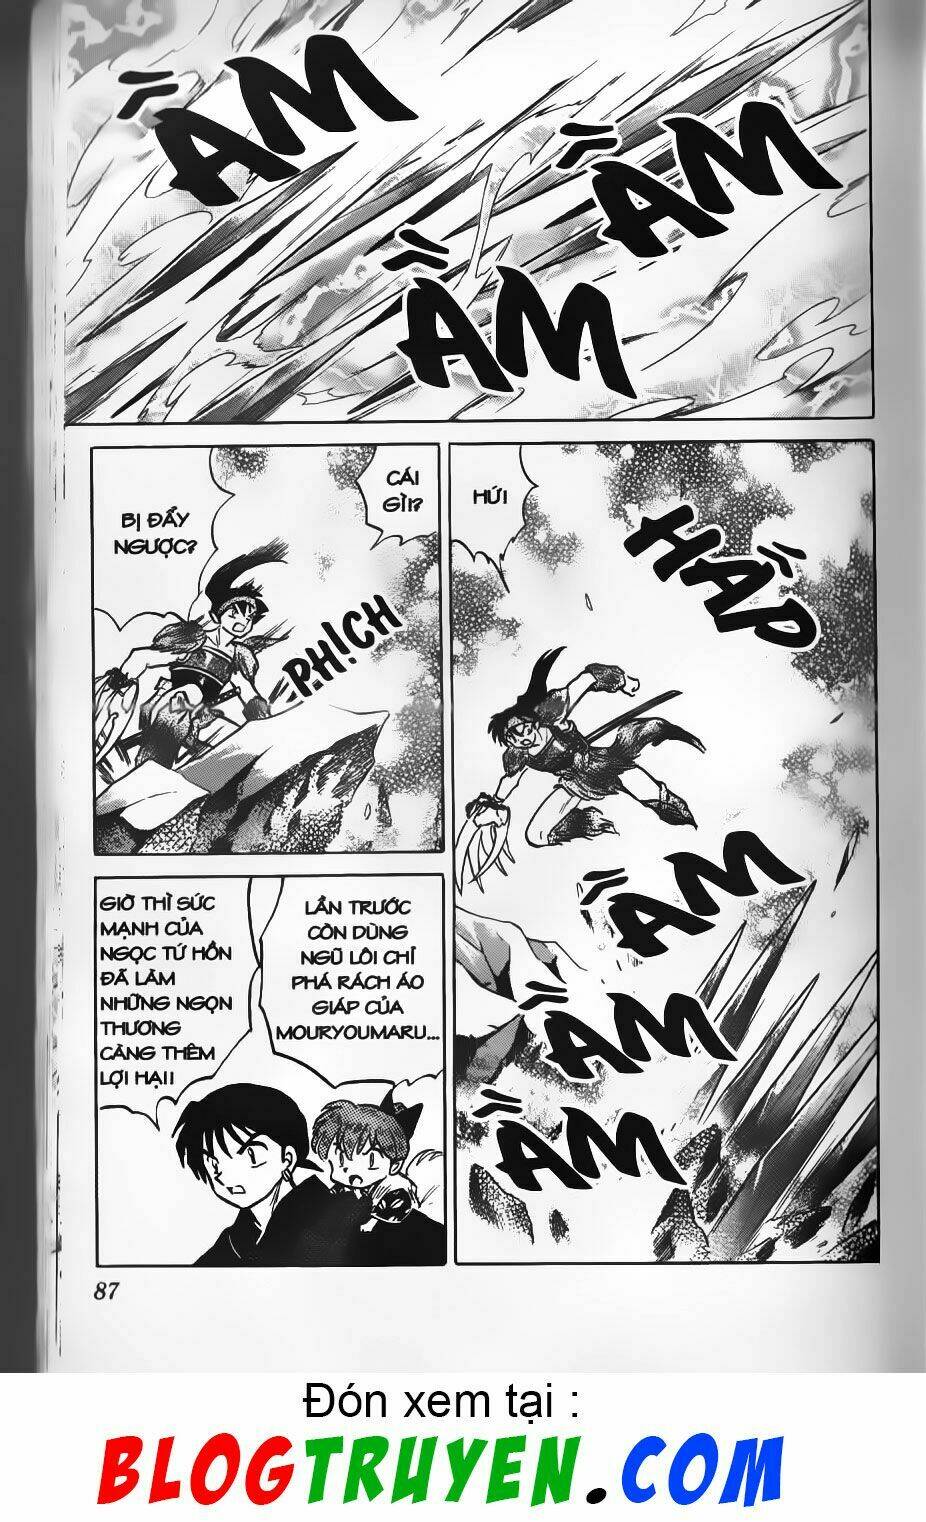 ẦM
ẦM
ẦM
HỨ!
HẤP
ẦM
ẦM
ẦM
CÁI
GÌ!?
BỊ ĐẨY
NGƯỢC?
PHỊCH
LẦN TRƯỚC
CÒN DÙNG
NGŨ LÔI CHỈ
PHÁ RÁCH ÁO
GIÁP CỦA
MOURYOUMARU...
GIỜ THÌ SỨC
MẠNH CỦA
NGỌC TỨ HỒN
ĐÃ LÀM
NHỮNG NGỌN
THƯƠNG
CÀNG THÊM
LỢI HẠI!
87
Đón xem tại :
BLOGTRUYEN.COM